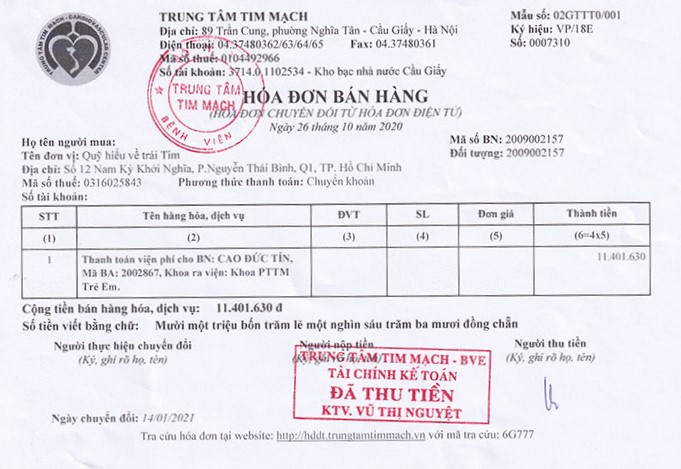 TRUNG TÂM TIM MẠCH - CARDIOVASCULAR CENTER
TRUNG TÂM TIM MẠCH
Địa chỉ: 89 Trần Cung, phường Nghĩa Tân - Cầu Giấy - Hà Nội
Điện thoại: 04.37480362/63/64/65 Fax: 04.37480361
Mã số thuế: 0104492966
Số tài khoản: 3714.0.1102534 - Kho bạc nhà nước Cầu Giấy
Mẫu số: 02GTTT0/001
Ký hiệu: VP/18E
Số: 0007310
TRUNG TÂM
TIM MẠCH
BỆNH VIỆN
HÓA ĐƠN BÁN HÀNG
(HÓA ĐƠN CHUYỂN ĐỔI TỪ HÓA ĐƠN ĐIỆN TỬ)
Ngày 26 tháng 10 năm 2020
Họ tên người mua:
Mã số BN: 2009002157
Tên đơn vị: Quỹ hiểu về trái Tim
Đối tượng: 2009002157
Địa chỉ: Số 12 Nam Kỳ Khởi Nghĩa, P.Nguyễn Thái Bình, Q1, TP. Hồ Chí Minh
Mã số thuế: 0316025843 Phương thức thanh toán: Chuyển khoản
Số tài khoản:
STT Tên hàng hóa, dịch vụ ĐVT SL Đơn giá Thành tiền
(1) (2) (3) (4) (5) (6=4x5)
1 Thanh toán viện phí cho BN: CAO ĐỨC TÍN, 11.401.630
Mã BA: 2002867, Khoa ra viện: Khoa PTTM
Trẻ Em.
Cộng tiền bán hàng hóa, dịch vụ: 11.401.630 đ
Số tiền viết bằng chữ: Mười một triệu bốn trăm lẻ một nghìn sáu trăm ba mươi đồng chẵn
Người thực hiện chuyển đổi Người nộp tiền Người thu tiền
(Ký, ghi rõ họ, tên) (Ký, ghi rõ họ, tên) (Ký, ghi rõ họ, tên)
TRUNG TÂM TIM MẠCH - BVE
TÀI CHÍNH KẾ TOÁN
ĐÃ THU TIỀN
KTV. VŨ THỊ NGUYỆT
Ngày chuyển đổi: 14/01/2021
Tra cứu hóa đơn tại website: http://hddt.trungtamtimmach.vn với mã tra cứu: 6G777